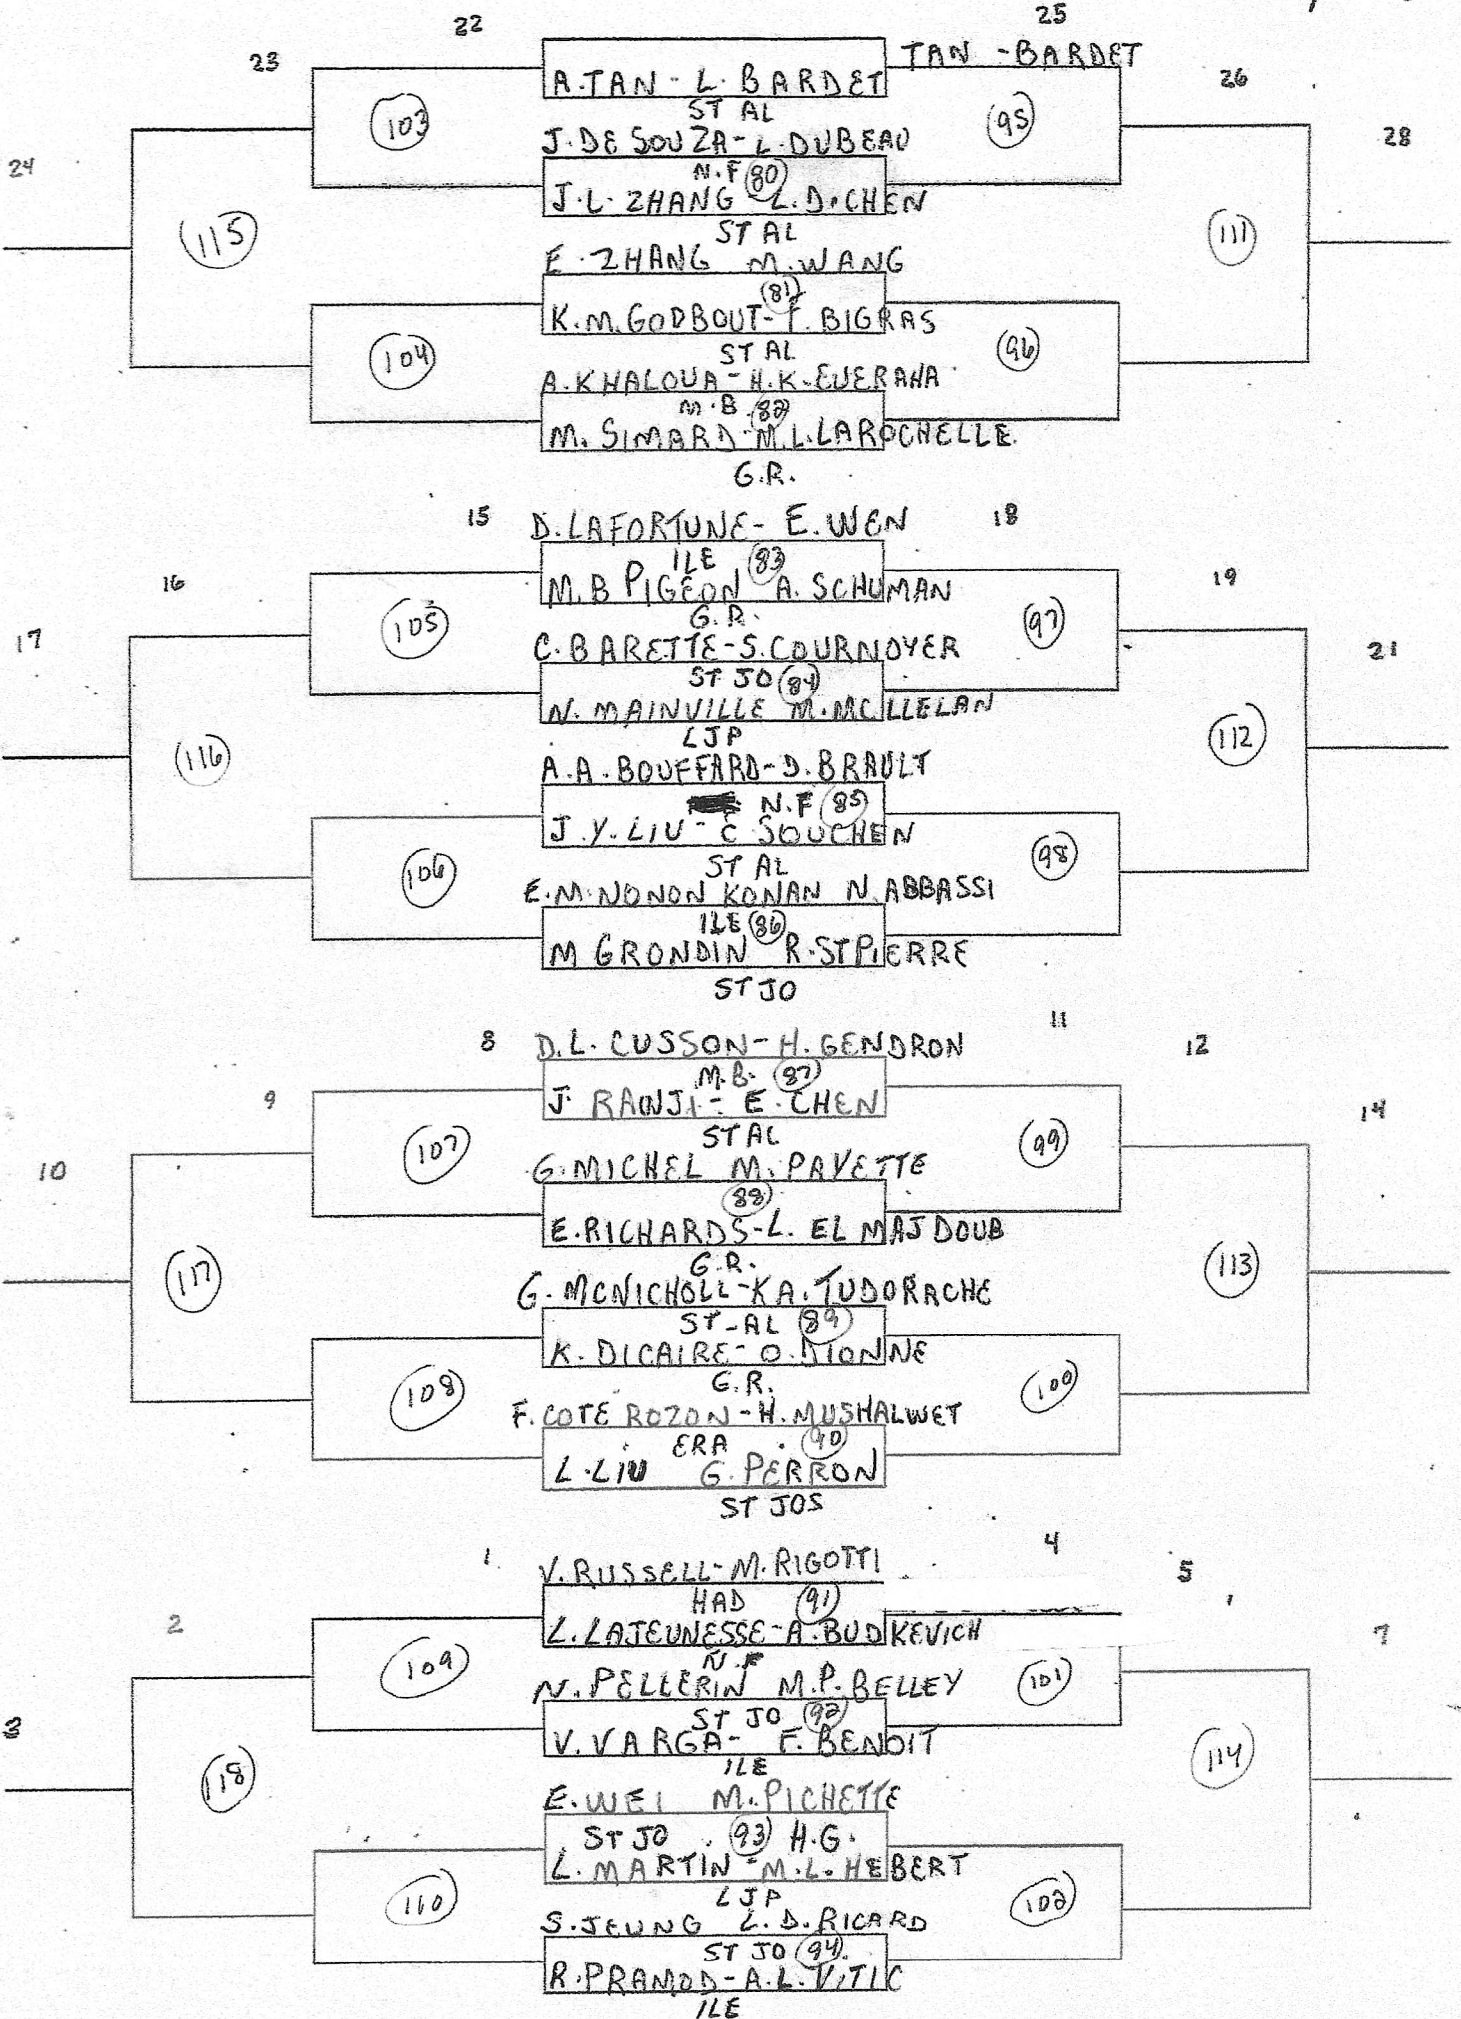 22
25
23
A.TAN - L. BARDET
TAN - BARDET
26
ST AL
103
95
28
J. DE SOUZA - L. DUBEAU
24
N.F 80
J.L. ZHANG - L.D. CHEN
115
111
ST AL
E. ZHANG M. WANG
81
K.M. GODBOUT - F. BIGRAS
104
ST AL
96
A. KHALOUA - H.K.
M.B. 82
M. SIMARD - M.L. LAROCHELLE
G.R.
15
D. LAFORTUNE - E. WEN
18
16
ILE 83
19
M.B PIGEON A. SCHUMAN
G.R.
105
97
17
C. BARETTE - S. COURNOYER
21
ST JO 84
N. MAINVILLE M. MCLLELAN
LJP
116
112
A.A. BOUFFARD - D. BRAULT
N.F 85
J.Y. LIU - C SOUCHEN
ST AL
106
98
E.M. NONON KONAN N. ABBASSI
ILE 86
M GRONDIN R. ST PIERRE
ST JO
8
D.L. CUSSON - H. GENDRON
11
12
M.B. 87
9
J. - E. CHEN
14
ST AL
107
99
10
G. MICHEL M. PAYETTE
88
E. RICHARDS - L. EL MAJDOUB
G.R.
117
113
G. MCNICHOLL - K A. TUDORACHE
ST-AL 89
K. DICAIRE - O. DIONNE
G.R.
108
100
F. COTE ROZON - H. MUSHALWET
ERA 90
L. LIU G. PERRON
ST JOS
1
V. RUSSELL - M. RIGOTTI
4
5
HAD 91
2
L. LAJEUNESSE - A. BUDKEVICH
7
N.F
109
101
N. PELLERIN M.P. BELLEY
3
ST JO 92
V. VARGA - F. BENOIT
118
114
ILE
E. WEI M. PICHETTE
ST JO 93 H.G.
L. MARTIN - M.L. HEBERT
110
LJP
102
S. JEUNG L.D. RICARD
ST JO 94
R. PRAMOD - A.L. VITIC
ILE